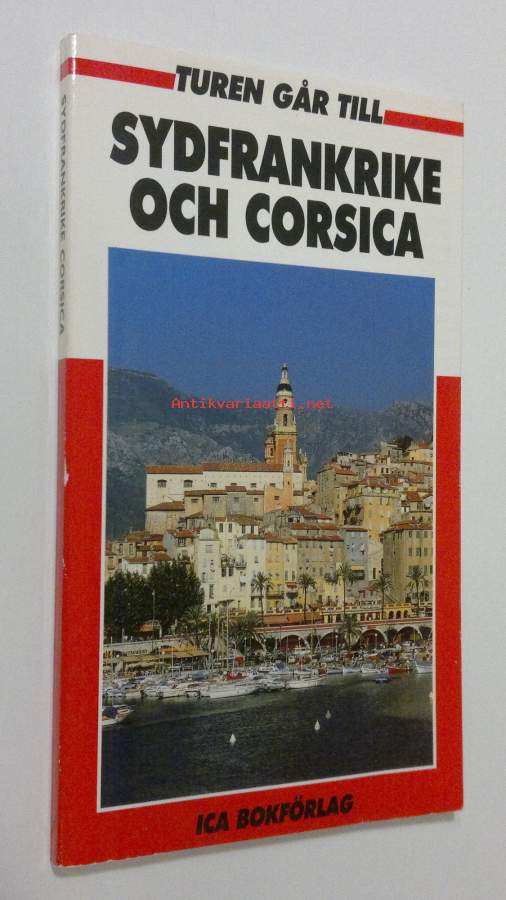 TUREN GÅR TILL
SYDFRANKRIKE
OCH CORSICA
SYDFRANKRIKE CORSICA
Antikvariaatti.net
ICA BOKFÖRLAG